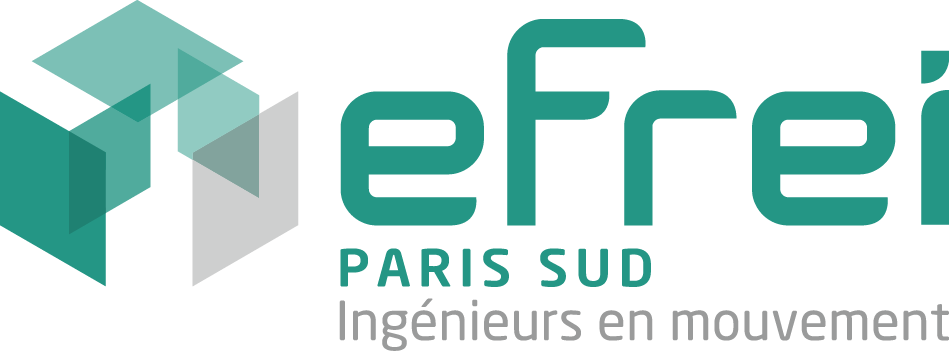 efrei
PARIS SUD
Ingénieurs en mouvement